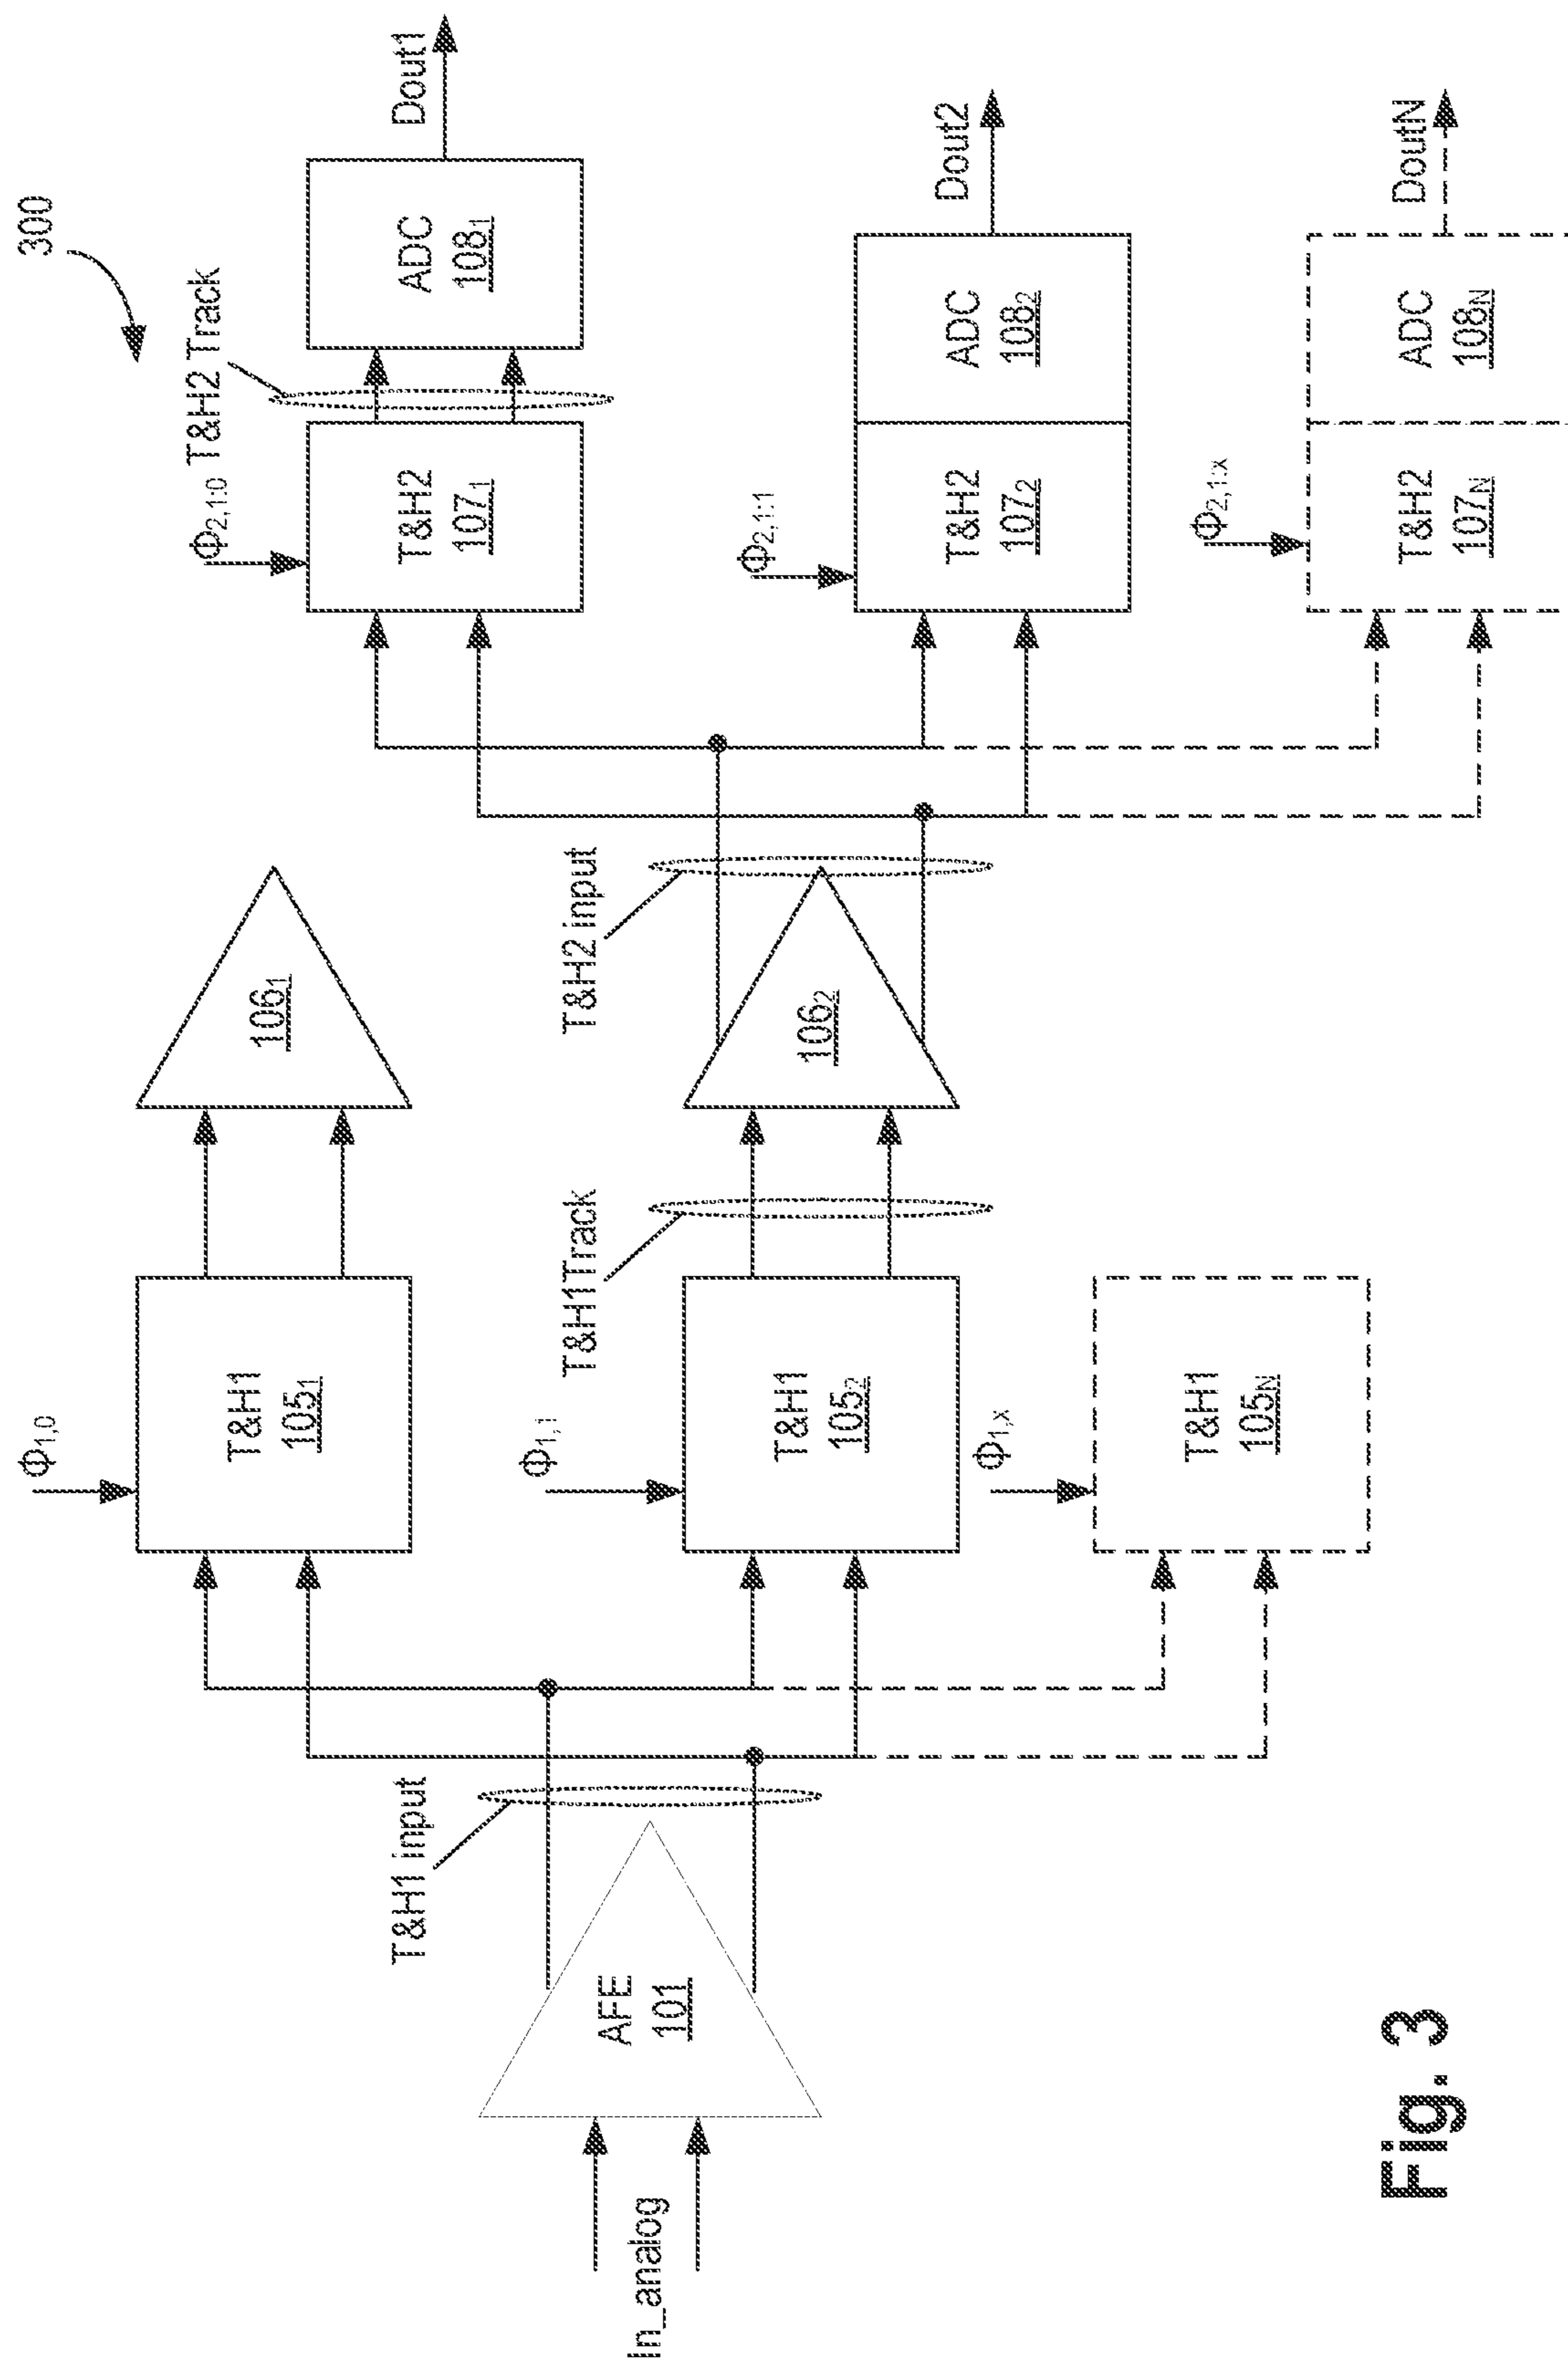 300
In_analog
AFE
101
T&H1 input
Φ1,0
T&H1
105₁
106₁
Φ1,1
T&H1
105₂
T&H1Track
106₂
T&H2 input
Φ1,x
T&H1
105N
Φ2,1:0
T&H2
107₁
T&H2 Track
ADC
108₁
Dout1
Φ2,1:1
T&H2
107₂
ADC
108₂
Dout2
Φ2,1:x
T&H2
107N
ADC
108N
DoutN
Fig. 3